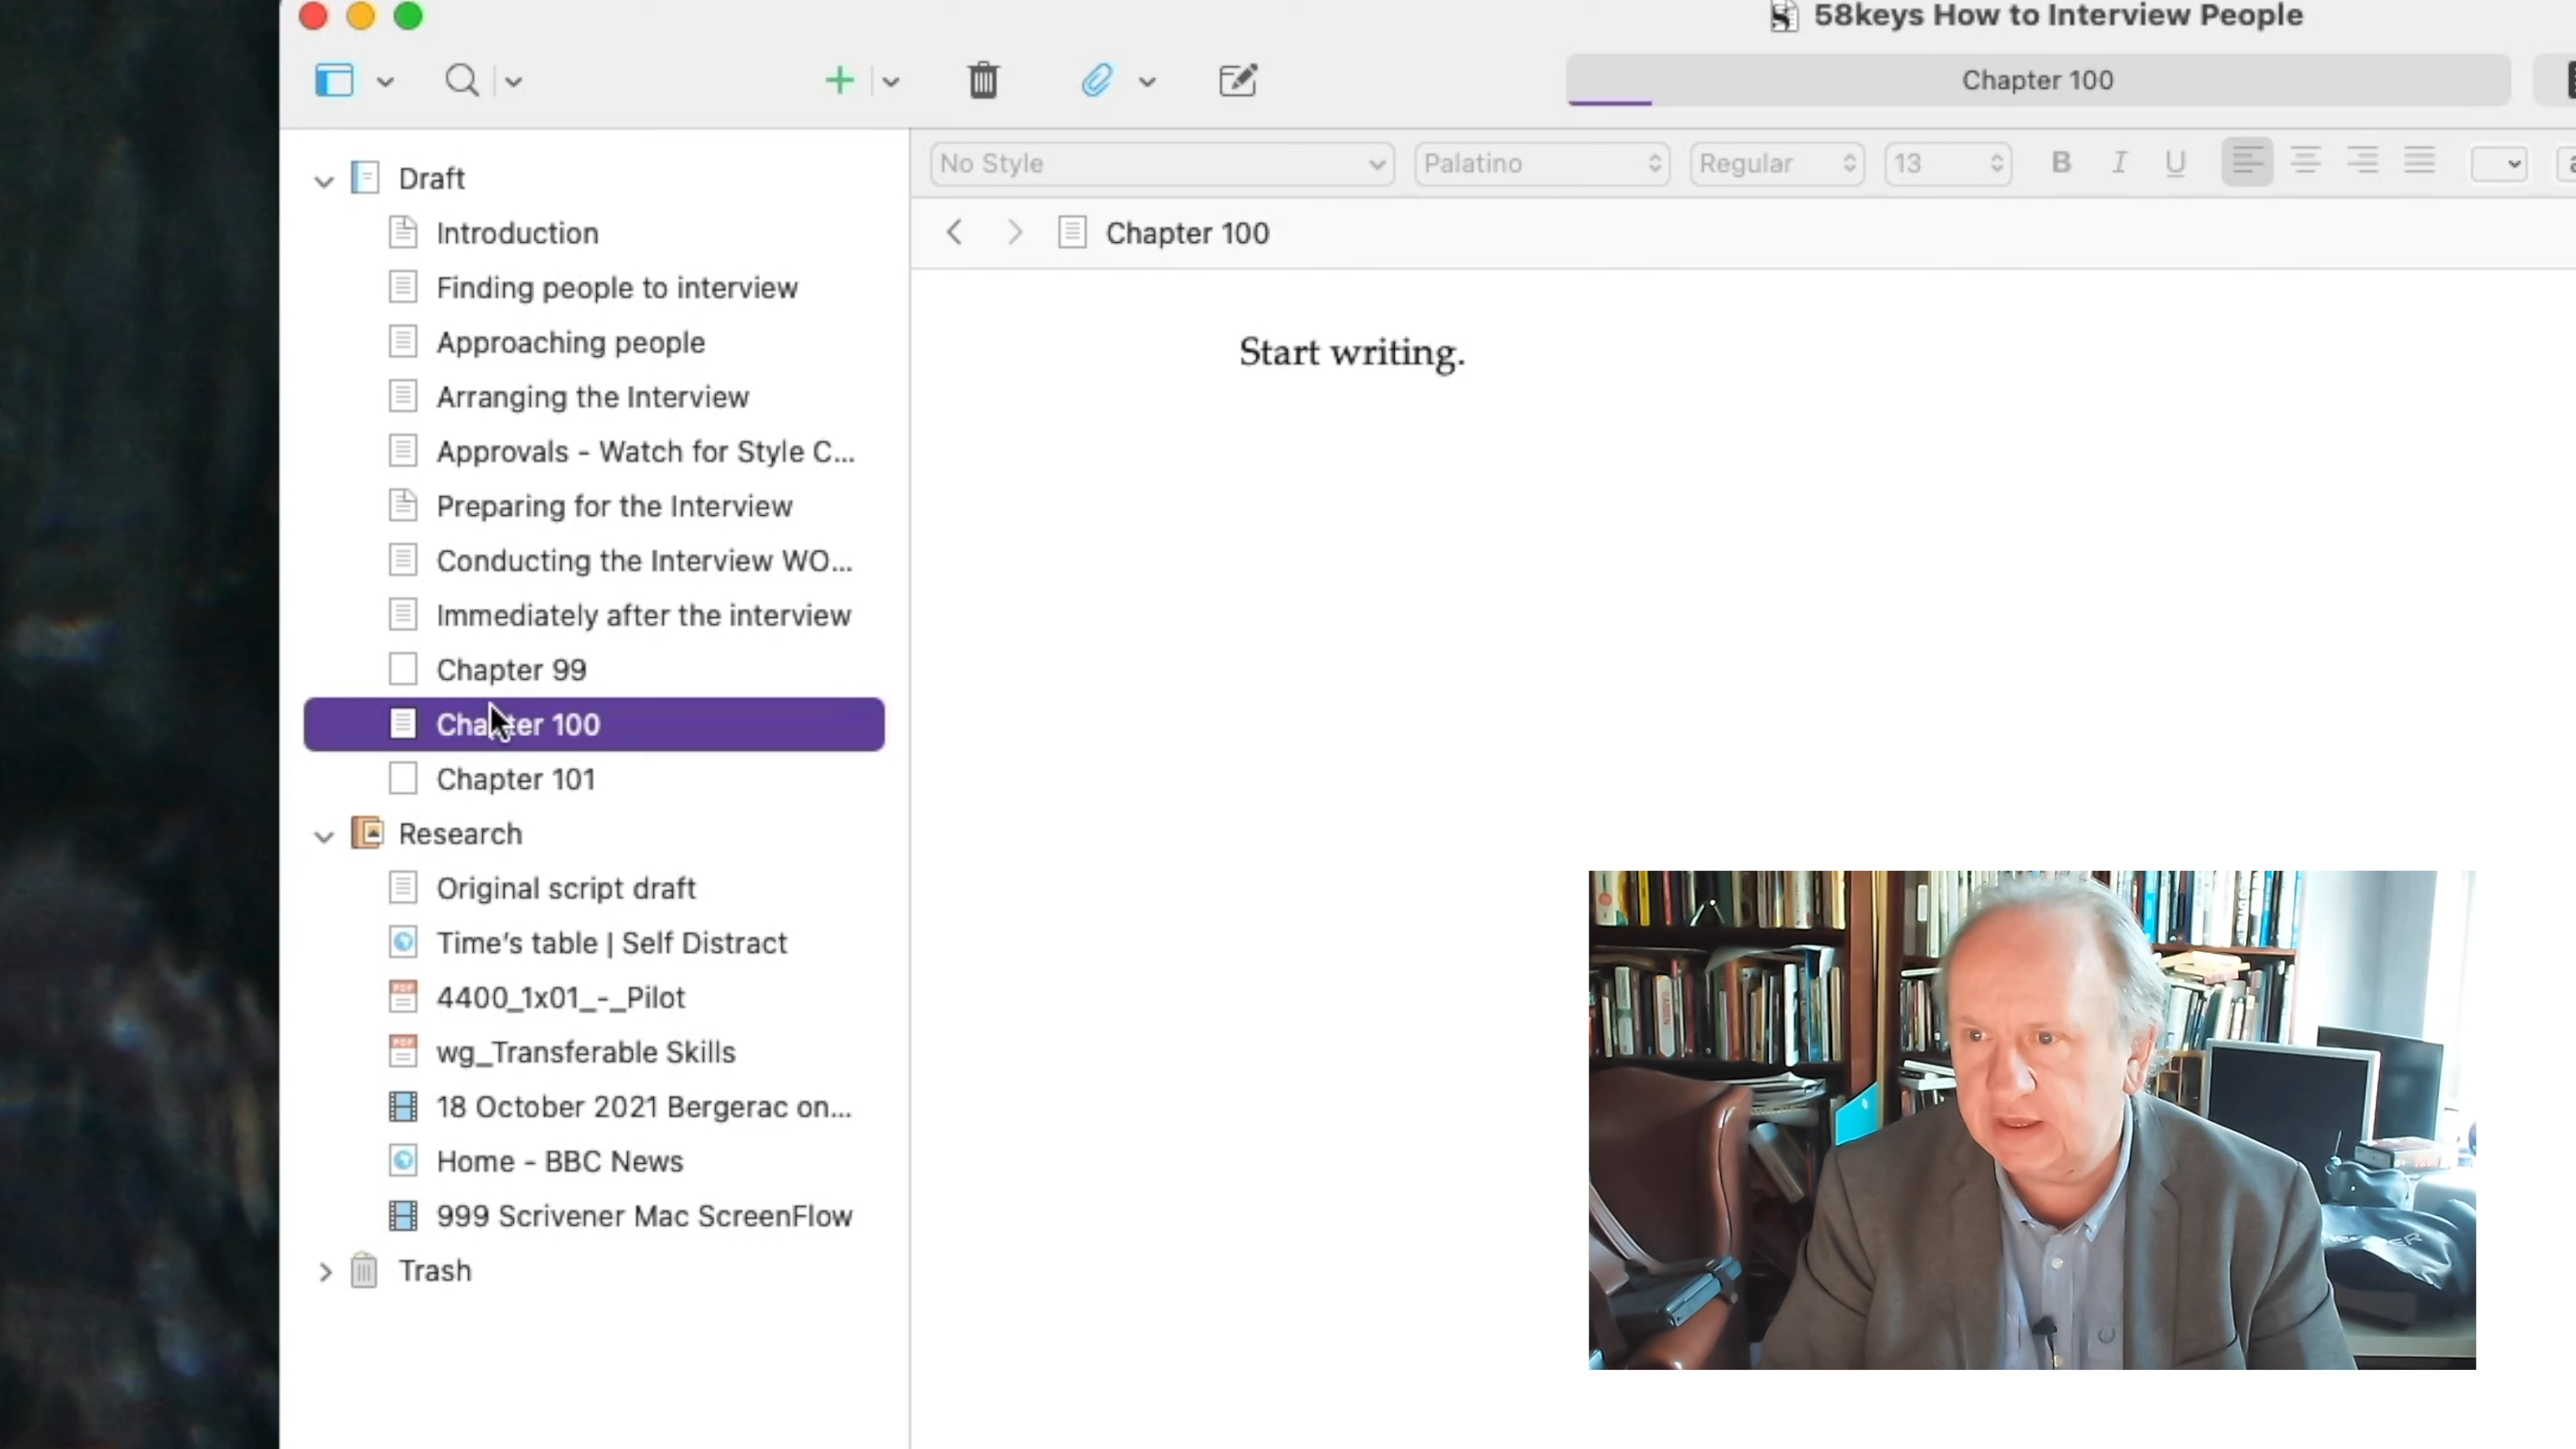 58keys How to Interview People
Chapter 100
No Style
Palatino
Regular
13
B I U
Chapter 100
Start writing.
Draft
Introduction
Finding people to interview
Approaching people
Arranging the Interview
Approvals - Watch for Style C...
Preparing for the Interview
Conducting the Interview WO...
Immediately after the interview
Chapter 99
Chapter 100
Chapter 101
Research
Original script draft
Time's table | Self Distract
4400_1x01_-_Pilot
wg_Transferable Skills
18 October 2021 Bergerac on...
Home - BBC News
999 Scrivener Mac ScreenFlow
Trash